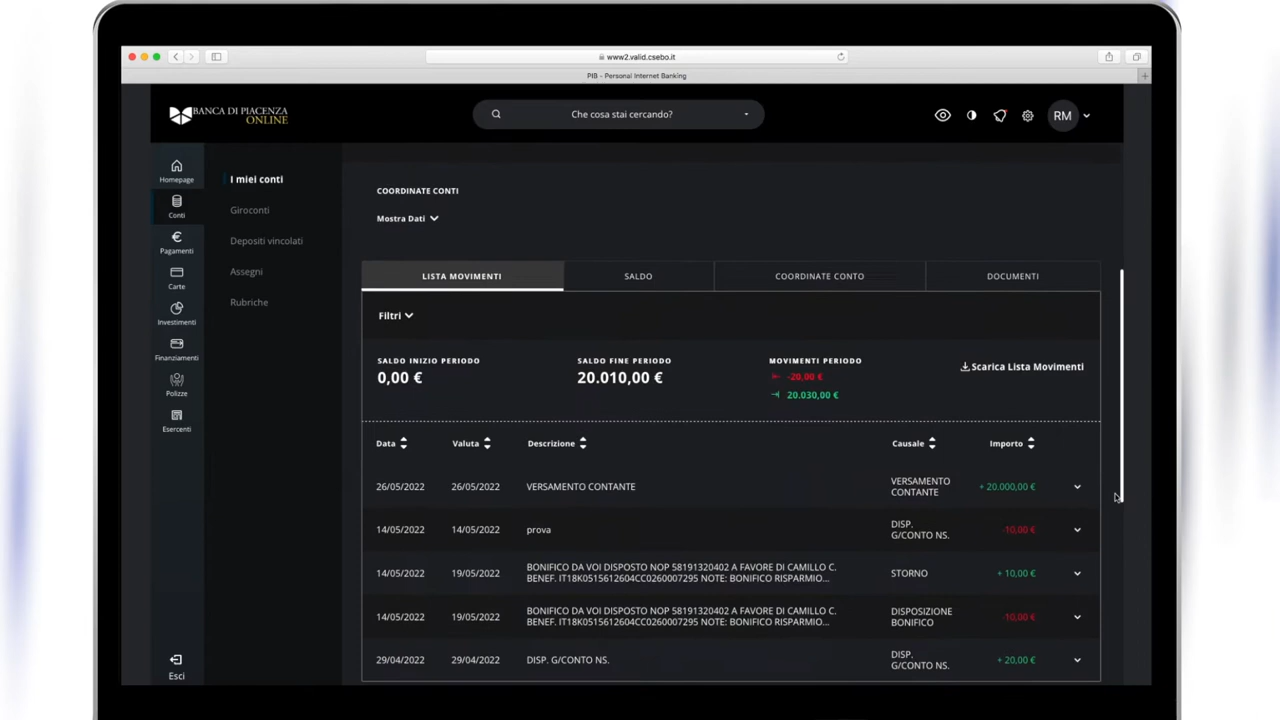 www2.valid.csebo.it
PIB - Personal Internet Banking
BANCA DI PIACENZA
ONLINE
Che cosa stai cercando?
RM
Homepage
Conti
Pagamenti
Carte
Investimenti
Finanziamenti
Polizze
Esercenti
Esci
I miei conti
Giroconti
Depositi vincolati
Assegni
Rubriche
COORDINATE CONTI
Mostra Dati
LISTA MOVIMENTI SALDO COORDINATE CONTO DOCUMENTI
Filtri
SALDO INIZIO PERIODO SALDO FINE PERIODO MOVIMENTI PERIODO
0,00 € 20.010,00 € -20,00 €
20.030,00 €
Scarica Lista Movimenti
Data Valuta Descrizione Causale Importo
26/05/2022 26/05/2022 VERSAMENTO CONTANTE VERSAMENTO
CONTANTE + 20.000,00 €
14/05/2022 14/05/2022 prova DISP.
G/CONTO NS. -10,00 €
14/05/2022 19/05/2022 BONIFICO DA VOI DISPOSTO NOP 58191320402 A FAVORE DI CAMILLO C.
BENEF. IT18K0515612604CC0260007295 NOTE: BONIFICO RISPARMIO... STORNO + 10,00 €
14/05/2022 19/05/2022 BONIFICO DA VOI DISPOSTO NOP 58191320402 A FAVORE DI CAMILLO C.
BENEF. IT18K0515612604CC0260007295 NOTE: BONIFICO RISPARMIO... DISPOSIZIONE
BONIFICO -10,00 €
29/04/2022 29/04/2022 DISP. G/CONTO NS. DISP.
G/CONTO NS. + 20,00 €